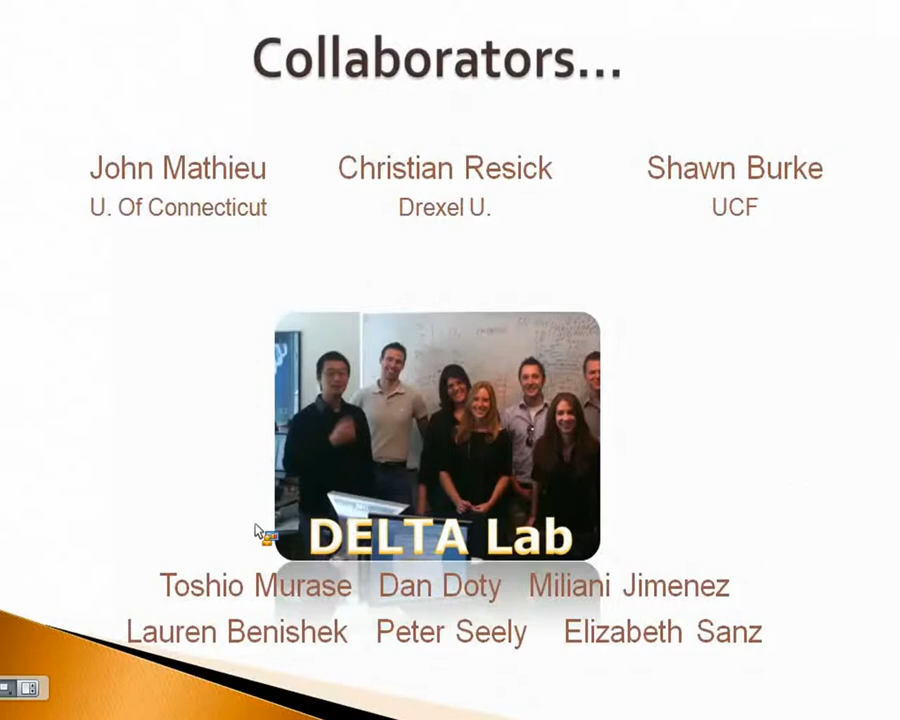 Collaborators...
John Mathieu Christian Resick Shawn Burke
U. Of Connecticut Drexel U. UCF
DELTA Lab
Toshio Murase Dan Doty Miliani Jimenez
Lauren Benishek Peter Seely Elizabeth Sanz